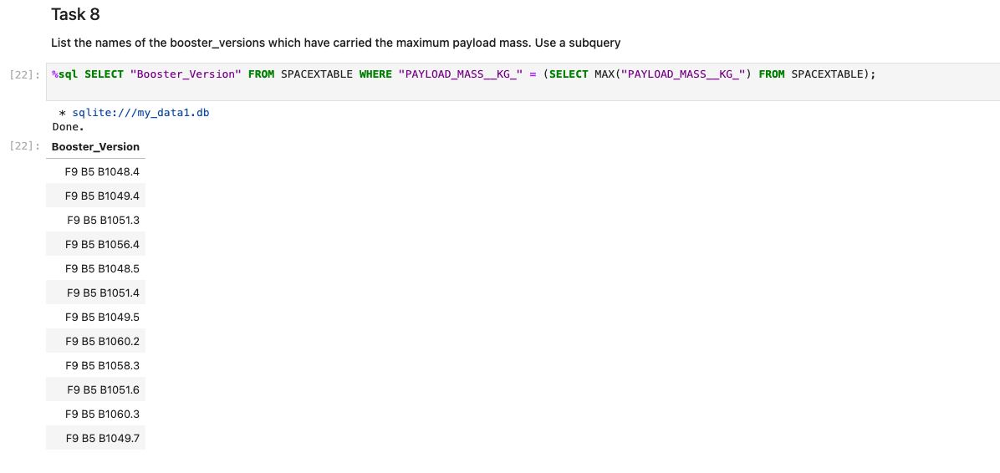 Task 8
List the names of the booster_versions which have carried the maximum payload mass. Use a subquery
[22]: %sql SELECT "Booster_Version" FROM SPACEXTABLE WHERE "PAYLOAD_MASS__KG_" = (SELECT MAX("PAYLOAD_MASS__KG_") FROM SPACEXTABLE);
* sqlite:///my_data1.db
Done.
[22]: Booster_Version
F9 B5 B1048.4
F9 B5 B1049.4
F9 B5 B1051.3
F9 B5 B1056.4
F9 B5 B1048.5
F9 B5 B1051.4
F9 B5 B1049.5
F9 B5 B1060.2
F9 B5 B1058.3
F9 B5 B1051.6
F9 B5 B1060.3
F9 B5 B1049.7